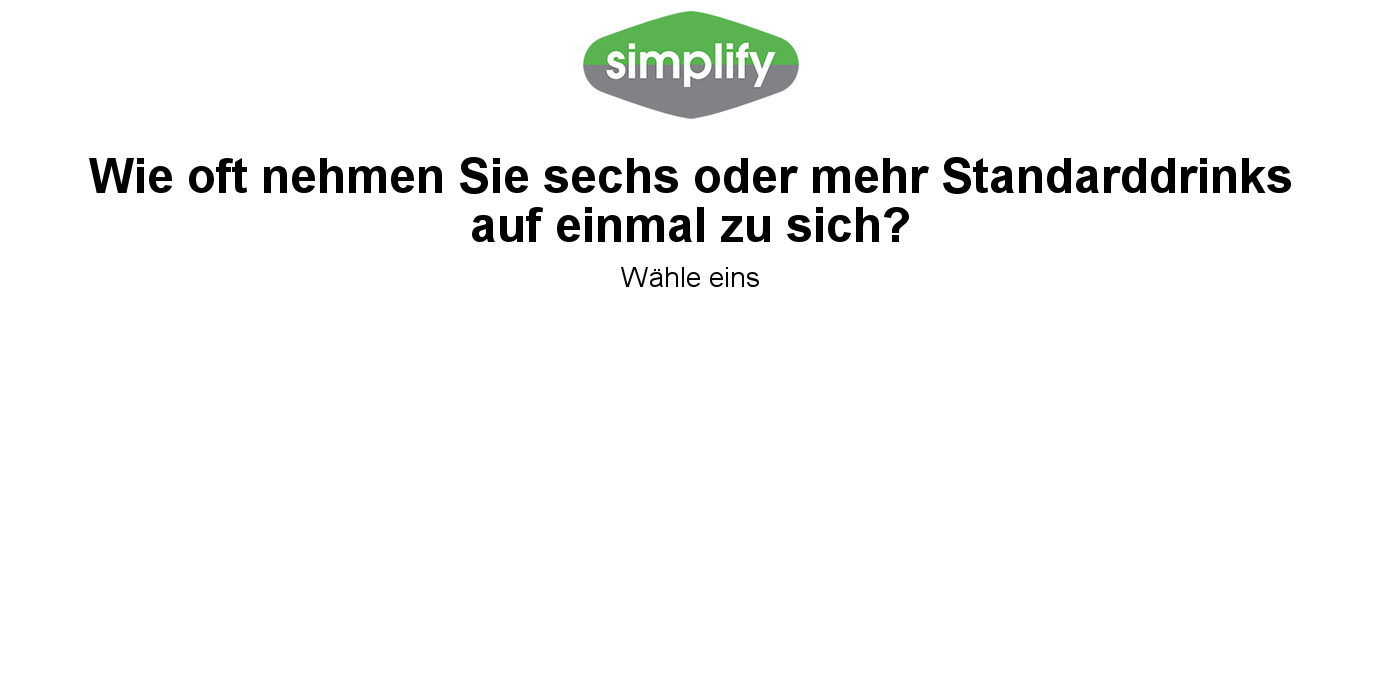 simplify
Wie oft nehmen Sie sechs oder mehr Standarddrinks
auf einmal zu sich?
Wähle eins